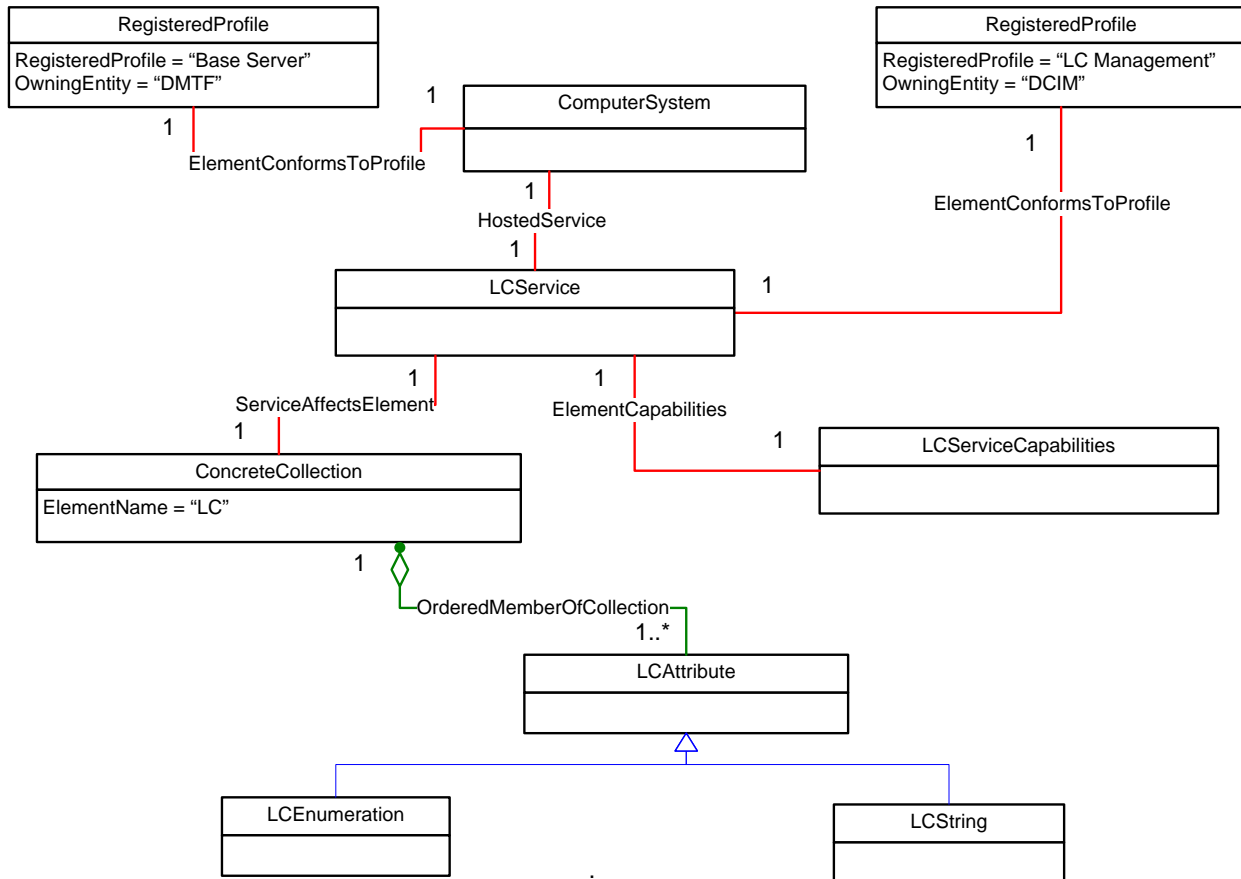 RegisteredProfile
RegisteredProfile = “Base Server”
OwningEntity = “DMTF”
RegisteredProfile
RegisteredProfile = “LC Management”
OwningEntity = “DCIM”
1
ComputerSystem
1
1
ElementConformsToProfile
1
1
ElementConformsToProfile
HostedService
1
LCService
1
1
1
ServiceAffectsElement
ElementCapabilities
1
1
LCServiceCapabilities
ConcreteCollection
ElementName = “LC”
1
OrderedMemberOfCollection
1..*
LCAttribute
LCEnumeration
LCString